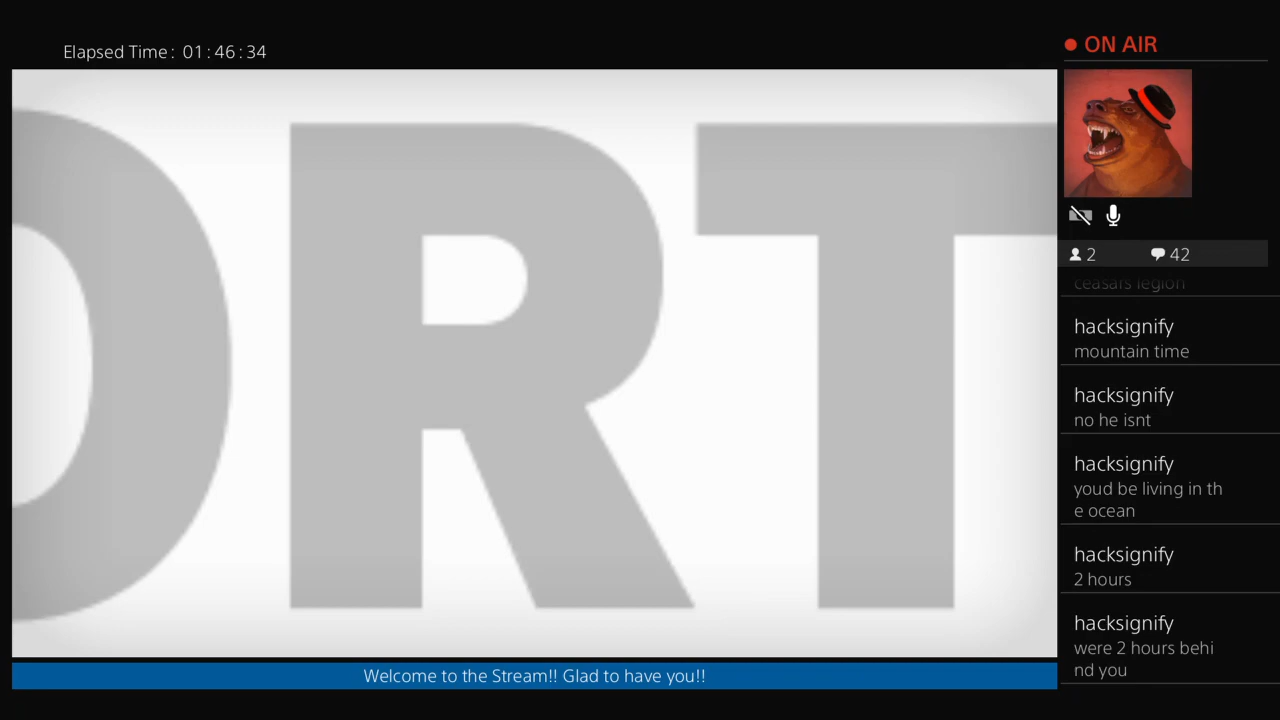 Elapsed Time: 01:46:34
ON AIR
ORT
2 42
ceasars legion
hacksignify
mountain time
hacksignify
no he isnt
hacksignify
youd be living in th
e ocean
hacksignify
2 hours
hacksignify
were 2 hours behi
nd you
Welcome to the Stream!! Glad to have you!!